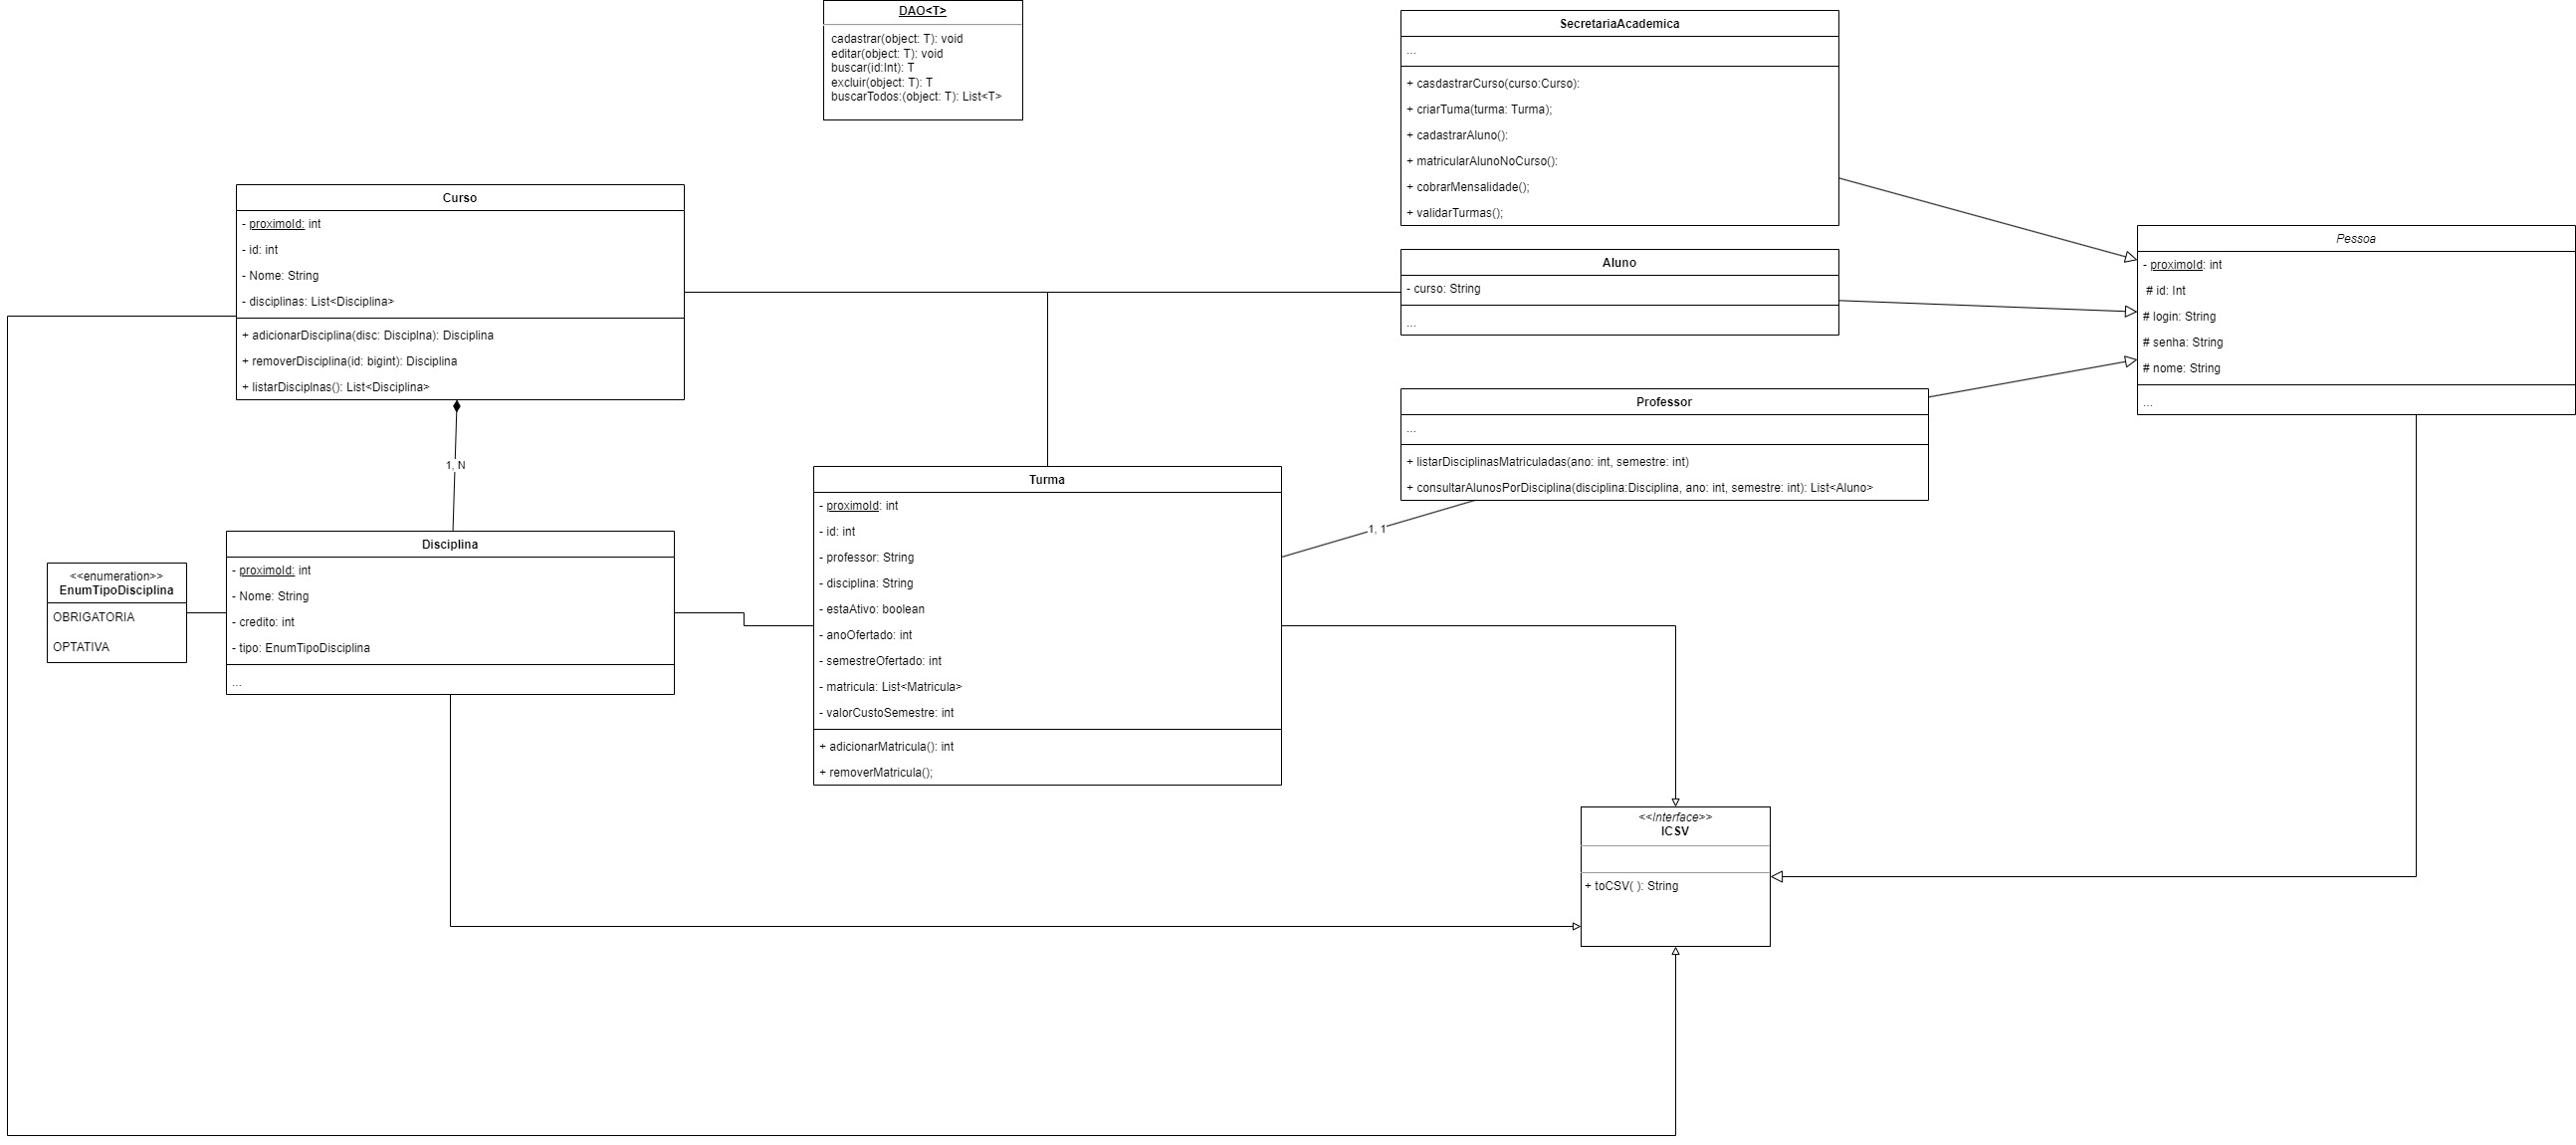 DAO<T>
cadastrar(object: T): void
editar(object: T): void
buscar(id:Int): T
excluir(object: T): T
buscarTodos:(object: T): List<T>
SecretariaAcademica
...
+ casdastrarCurso(curso:Curso):
+ criarTuma(turma: Turma);
+ cadastrarAluno():
+ matricularAlunoNoCurso():
+ cobrarMensalidade();
+ validarTurmas();
Curso
- proximoId: int
- id: int
- Nome: String
- disciplinas: List<Disciplina>
+ adicionarDisciplina(disc: Disciplna): Disciplina
+ removerDisciplina(id: bigint): Disciplina
+ listarDisciplnas(): List<Disciplina>
Aluno
- curso: String
...
Pessoa
- proximoId: int
# id: Int
# login: String
# senha: String
# nome: String
...
Professor
...
+ listarDisciplinasMatriculadas(ano: int, semestre: int)
+ consultarAlunosPorDisciplina(disciplina:Disciplina, ano: int, semestre: int): List<Aluno>
1, N
1, 1
Turma
- proximoId: int
- id: int
- professor: String
- disciplina: String
- estaAtivo: boolean
- anoOfertado: int
- semestreOfertado: int
- matricula: List<Matricula>
- valorCustoSemestre: int
+ adicionarMatricula(): int
+ removerMatricula();
Disciplina
- proximoId: int
- Nome: String
- credito: int
- tipo: EnumTipoDisciplina
...
<<enumeration>>
EnumTipoDisciplina
OBRIGATORIA
OPTATIVA
<<Interface>>
ICSV
+ toCSV( ): String